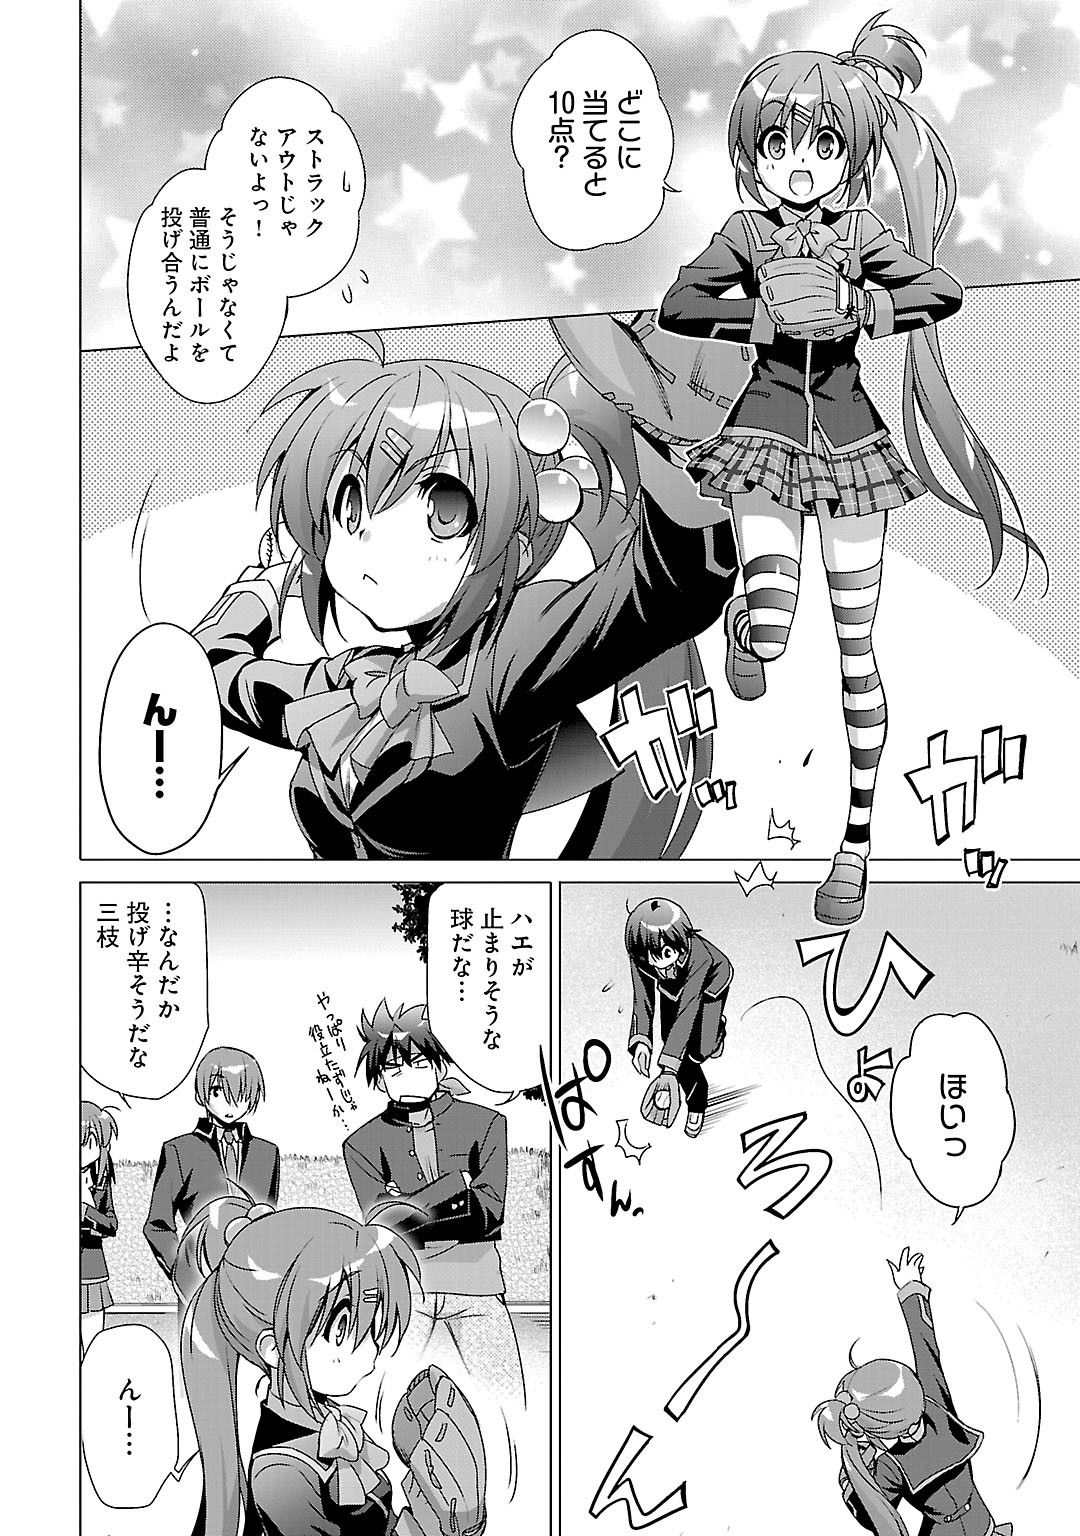 どこに
当てると
10点?
ストラック
アウトじゃ
ないよっ!
そうじゃなくて
普通にボールを
投げ合うんだよ
んー…
ガッ
ガッ
ほいっ
ひょろ〜ん
ぱすん、
ハエが
止まりそうな
球だな…
やっぱり
役立たずじゃ
ねーか…
…なんだか
投げ辛そうだな
三枝
んー…